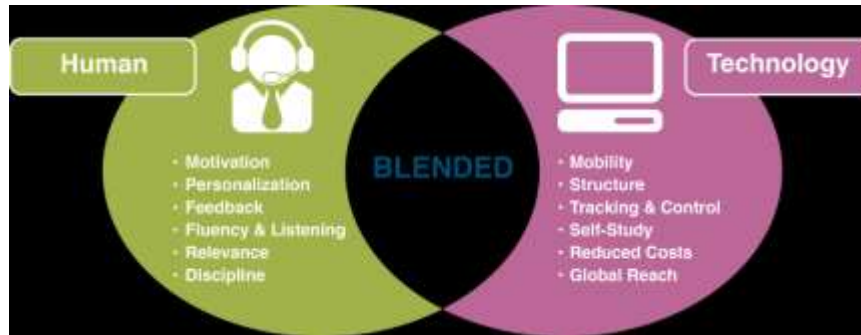 Human
• Motivation
• Personalization
• Feedback
• Fluency & Listening
• Relevance
• Discipline
BLENDED
Technology
• Mobility
• Structure
• Tracking & Control
• Self-Study
• Reduced Costs
• Global Reach